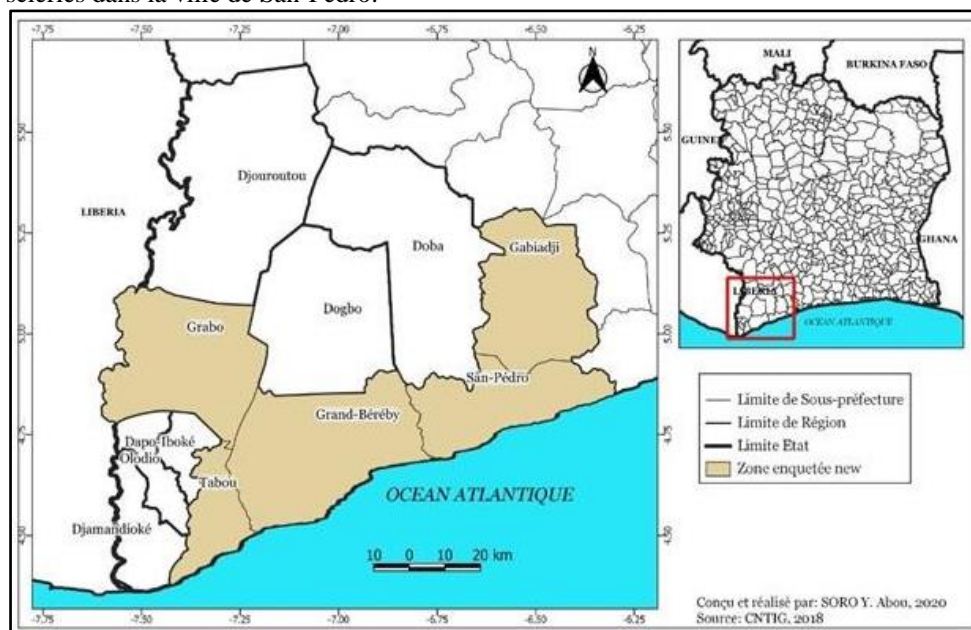 scieries dans la ville de San-Pédro.
-7,75 -7,50 -7,25 -7,00 -6,75 -6,50 -6,25
N
MALI
BURKINA FASO
GUINEE
GHANA
LIBERIA
OCEAN ATLANTIQUE
5,50
5,25
5,00
4,75
4,50
5,50
5,25
5,00
4,75
4,50
LIBERIA
Djouroutou
Doba
Gabiadji
Dogbo
Grabo
San-Pédro
Grand-Béréby
Dapo-Iboké
Olodio
Tabou
Djamandioké
OCEAN ATLANTIQUE
10 0 10 20 km
-7,75 -7,50 -7,25 -7,00 -6,75 -6,50 -6,25
Limite de Sous-préfecture
Limite de Région
Limite Etat
Zone enquetée new
Conçu et réalisé par: SORO Y. Abou, 2020
Source: CNTIG, 2018